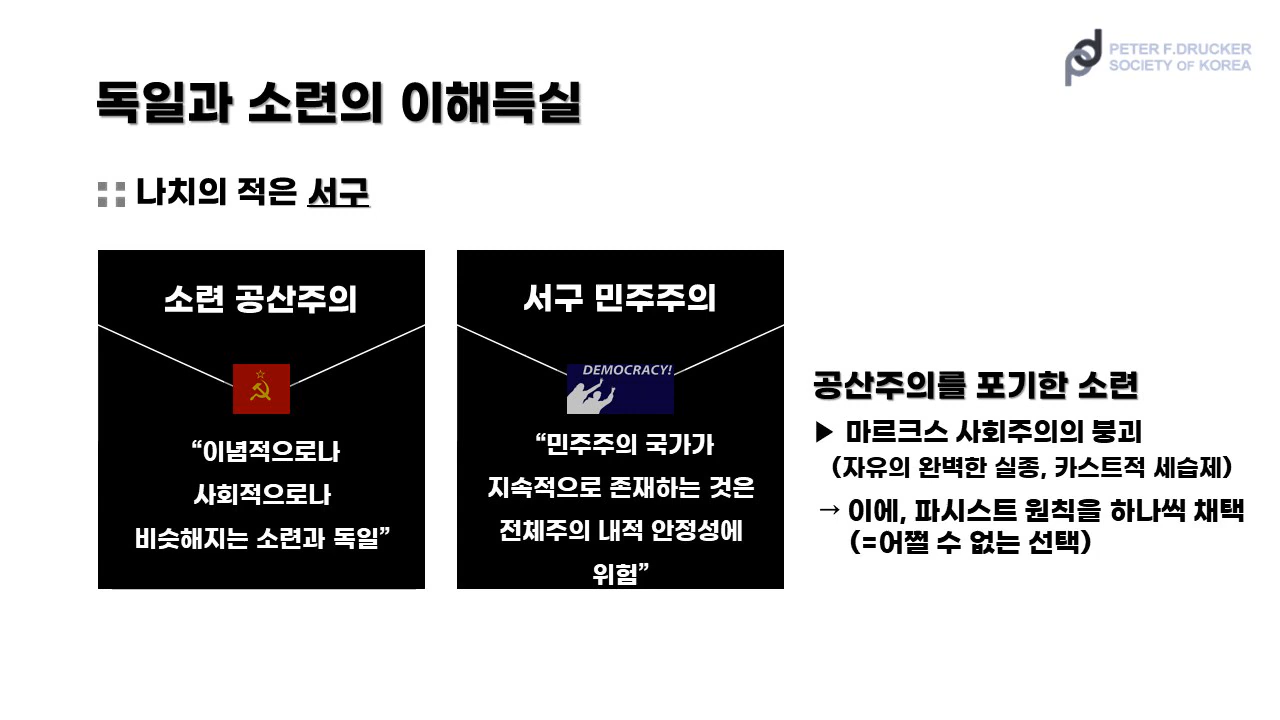 PETER F.DRUCKER
SOCIETY OF KOREA
독일과 소련의 이해득실
나치의 적은 서구
소련 공산주의
“이념적으로나
사회적으로나
비슷해지는 소련과 독일”
서구 민주주의
DEMOCRACY!
“민주주의 국가가
지속적으로 존재하는 것은
전체주의 내적 안정성에
위험”
공산주의를 포기한 소련
▶ 마르크스 사회주의의 붕괴
(자유의 완벽한 실종, 카스트적 세습제)
→ 이에, 파시스트 원칙을 하나씩 채택
(=어쩔 수 없는 선택)